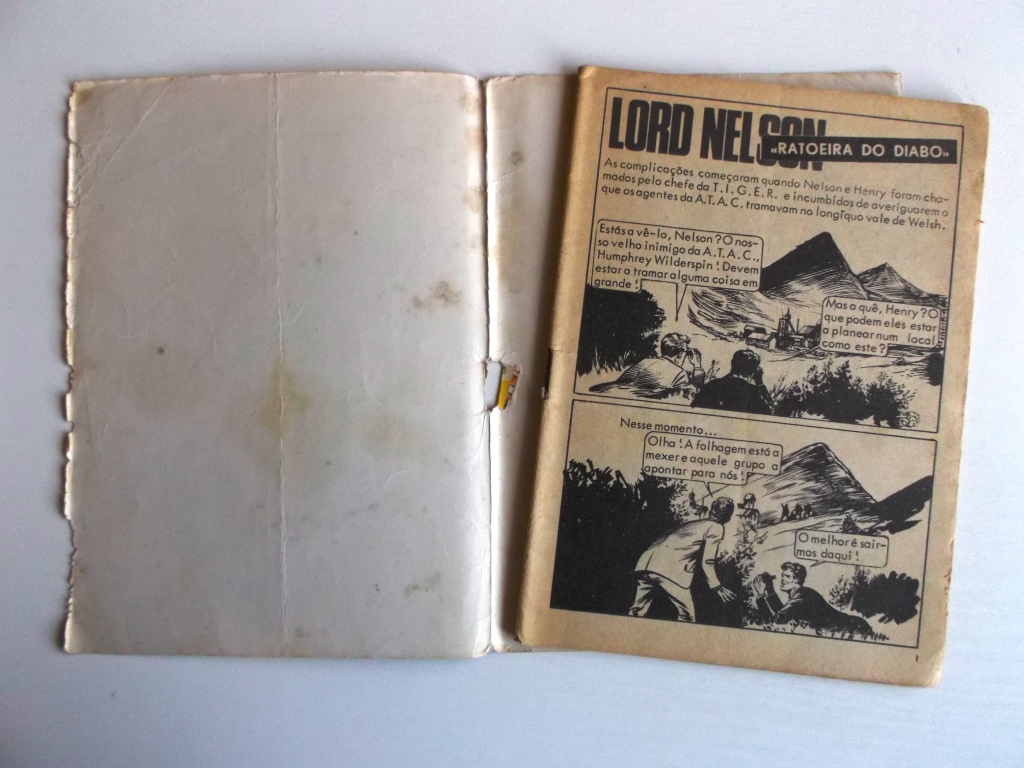 LORD NELSON
«RATOEIRA DO DIABO»
As complicações começaram quando Nelson e Henry foram cha-
mados pelo chefe da T.I.G.E.R. e incumbidos de averiguarem o
que os agentes da A.T.A.C. tramavam no longíquo vale de Welsh.
Estás a vê-lo, Nelson? O nos-
so velho inimigo da A.T.A.C.,
Humphrey Wilderspin! Devem
estar a tramar alguma coisa em
grande!
Mas o quê, Henry? O
que podem eles estar
a planear num local
como este?
Nesse momento...
Olha! A folhagem está a
mexer e aquele grupo a
apontar para nós!
O melhor é sair-
mos daqui!
1